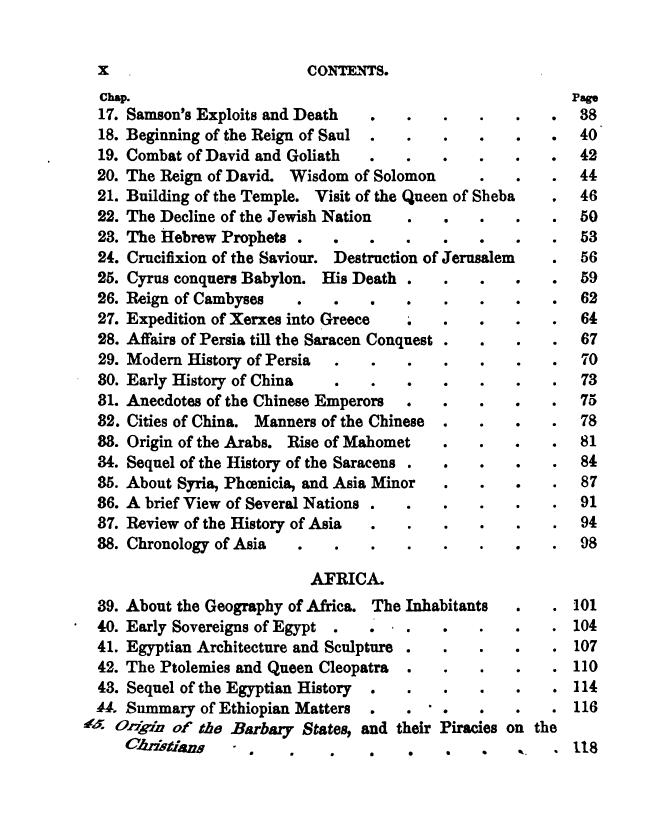 X CONTENTS.
Chap. Page
17. Samson's Exploits and Death . . . . . . 38
18. Beginning of the Reign of Saul . . . . . . 40
19. Combat of David and Goliath . . . . . . 42
20. The Reign of David. Wisdom of Solomon . . . 44
21. Building of the Temple. Visit of the Queen of Sheba . 46
22. The Decline of the Jewish Nation . . . . . 50
23. The Hebrew Prophets . . . . . . . . 53
24. Crucifixion of the Saviour. Destruction of Jerusalem . 56
25. Cyrus conquers Babylon. His Death . . . . . 59
26. Reign of Cambyses . . . . . . . . 62
27. Expedition of Xerxes into Greece . . . . . 64
28. Affairs of Persia till the Saracen Conquest . . . . 67
29. Modern History of Persia . . . . . . . 70
30. Early History of China . . . . . . . 73
31. Anecdotes of the Chinese Emperors . . . . . 75
32. Cities of China. Manners of the Chinese . . . . 78
33. Origin of the Arabs. Rise of Mahomet . . . . 81
34. Sequel of the History of the Saracens . . . . . 84
35. About Syria, Phœnicia, and Asia Minor . . . . 87
36. A brief View of Several Nations . . . . . . 91
37. Review of the History of Asia . . . . . . 94
38. Chronology of Asia . . . . . . . . 98
AFRICA.
39. About the Geography of Africa. The Inhabitants . . 101
40. Early Sovereigns of Egypt . . . . . . . 104
41. Egyptian Architecture and Sculpture . . . . . 107
42. The Ptolemies and Queen Cleopatra . . . . . 110
43. Sequel of the Egyptian History . . . . . . 114
44. Summary of Ethiopian Matters . . . . . . 116
45. Origin of the Barbary States, and their Piracies on the
Christians . . . . . . . . . 118